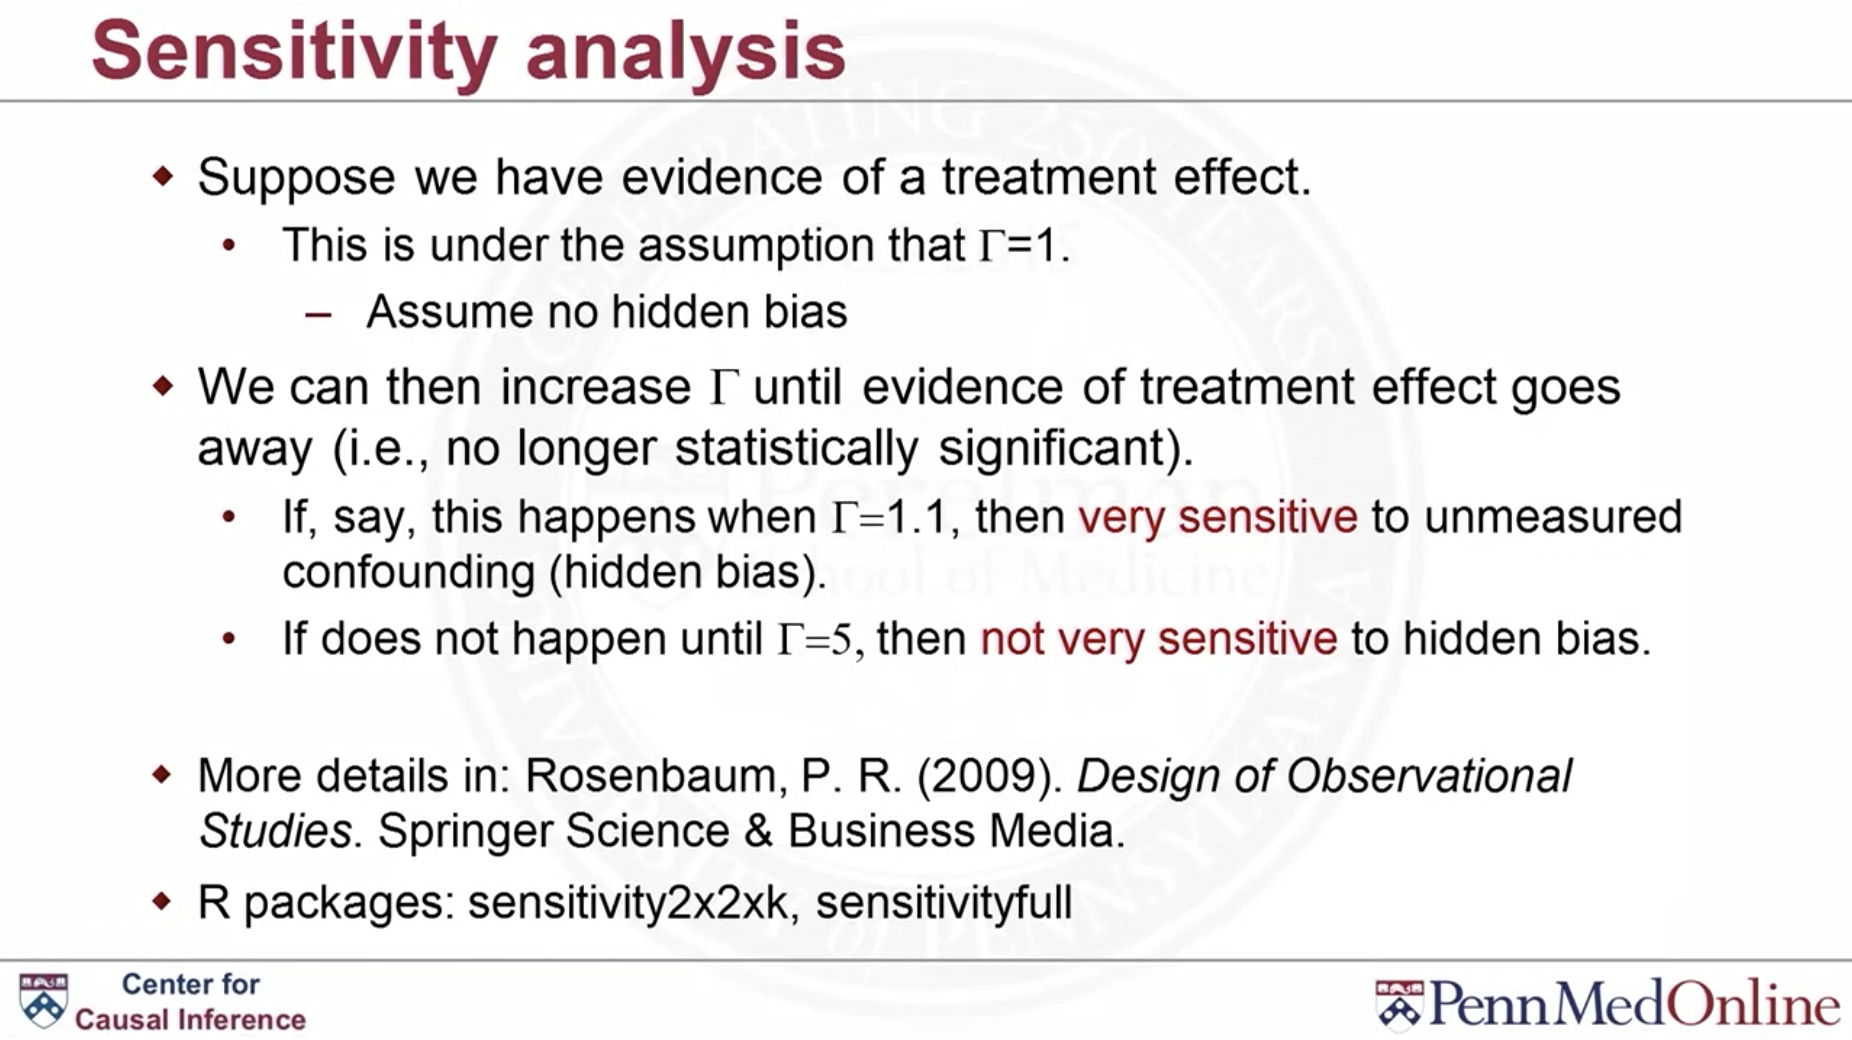 Sensitivity analysis
◆ Suppose we have evidence of a treatment effect.
• This is under the assumption that Γ=1.
– Assume no hidden bias
◆ We can then increase Γ until evidence of treatment effect goes
away (i.e., no longer statistically significant).
• If, say, this happens when Γ=1.1, then very sensitive to unmeasured
confounding (hidden bias).
• If does not happen until Γ=5, then not very sensitive to hidden bias.
◆ More details in: Rosenbaum, P. R. (2009). Design of Observational
Studies. Springer Science & Business Media.
◆ R packages: sensitivity2x2xk, sensitivityfull
Center for
Causal Inference
PennMedOnline